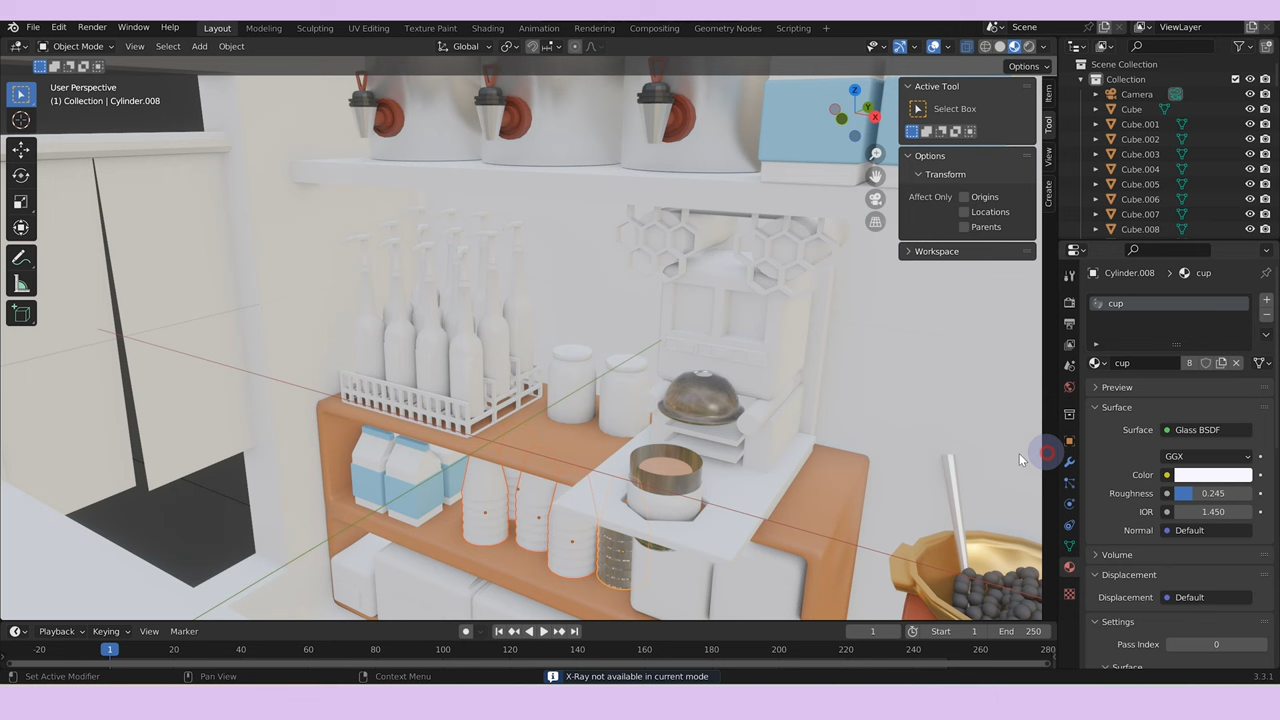 File Edit Render Window Help Layout Modeling Sculpting UV Editing Texture Paint Shading Animation Rendering Compositing Geometry Nodes Scripting + Scene ViewLayer
Object Mode View Select Add Object Global
Options
User Perspective
(1) Collection | Cylinder.008
Z
Y
X
Active Tool
Select Box
Options
Transform
Affect Only Origins
Locations
Parents
Workspace
Item
Tool
View
Create
Scene Collection
Collection
Camera
Cube
Cube.001
Cube.002
Cube.003
Cube.004
Cube.005
Cube.006
Cube.007
Cube.008
Cylinder.008 cup
cup
cup 8
Preview
Surface
Surface Glass BSDF
GGX
Color
Roughness 0.245
IOR 1.450
Normal Default
Volume
Displacement
Displacement Default
Settings
Pass Index 0
Surface
Playback Keying View Marker 1 Start 1 End 250
-20 1 20 40 60 80 100 120 140 160 180 200 220 240 260 280
Set Active Modifier Pan View Context Menu X-Ray not available in current mode 3.3.1